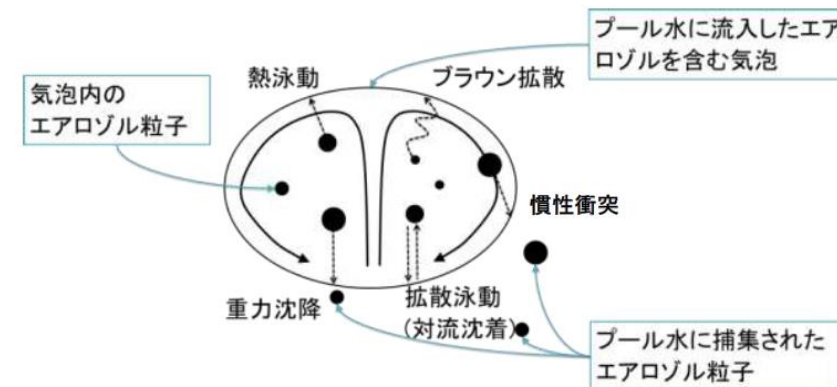 プール水に流入したエア
ロゾルを含む気泡
熱泳動
ブラウン拡散
気泡内の
エアロゾル粒子
慣性衝突
重力沈降
拡散泳動
(対流沈着)
プール水に捕集された
エアロゾル粒子